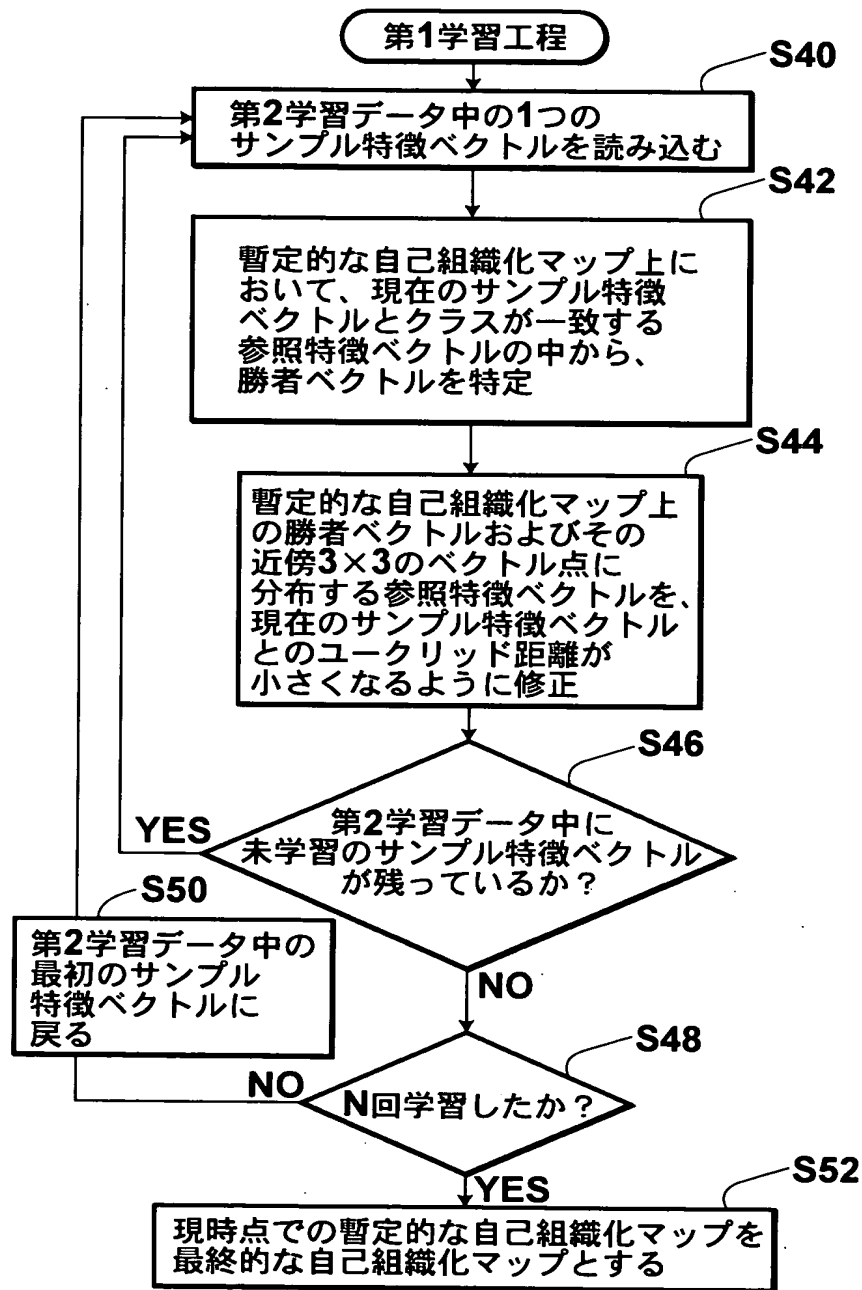 第1学習工程
S40
第2学習データ中の1つの
サンプル特徴ベクトルを読み込む
S42
暫定的な自己組織化マップ上に
おいて、現在のサンプル特徴
ベクトルとクラスが一致する
参照特徴ベクトルの中から、
勝者ベクトルを特定
S44
暫定的な自己組織化マップ上
の勝者ベクトルおよびその
近傍3×3のベクトル点に
分布する参照特徴ベクトルを、
現在のサンプル特徴ベクトル
とのユークリッド距離が
小さくなるように修正
S46
YES
第2学習データ中に
未学習のサンプル特徴ベクトル
が残っているか？
S50
第2学習データ中の
最初のサンプル
特徴ベクトルに
戻る
NO
S48
NO
N回学習したか？
YES
S52
現時点での暫定的な自己組織化マップを
最終的な自己組織化マップとする